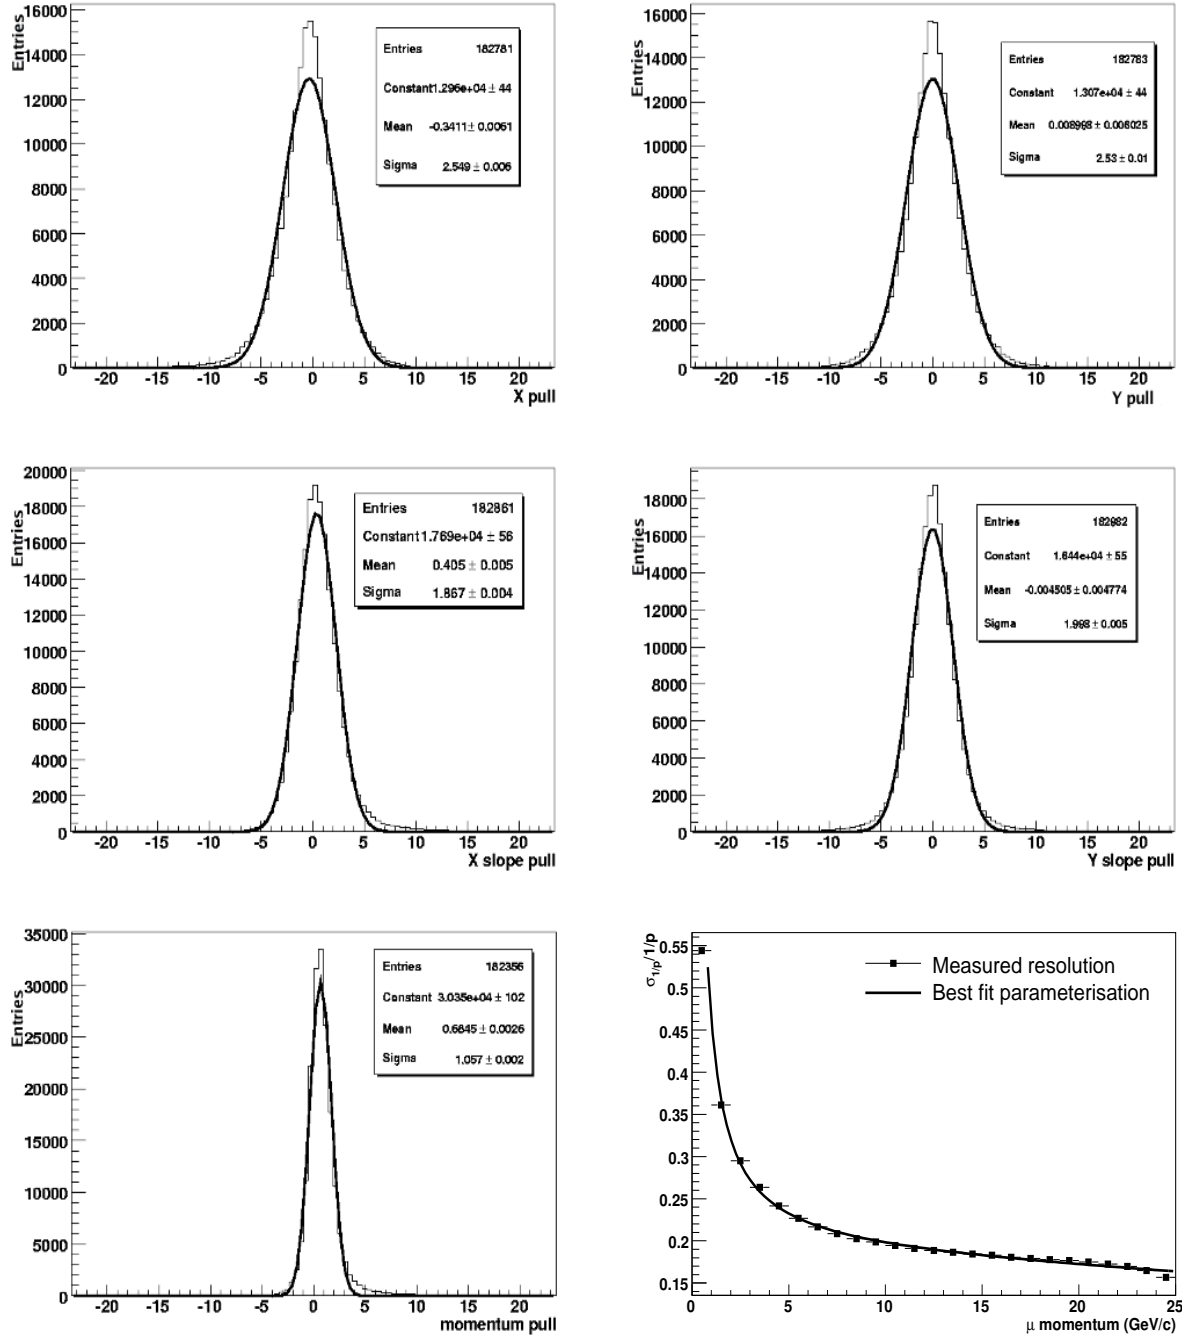 Entries
16000
14000
12000
10000
8000
6000
4000
2000
0
-20 -15 -10 -5 0 5 10 15 20
X pull
Entries 182781
Constant 1.296e+04 ± 44
Mean -0.3411 ± 0.0061
Sigma 2.549 ± 0.006
Entries
16000
14000
12000
10000
8000
6000
4000
2000
0
-20 -15 -10 -5 0 5 10 15 20
Y pull
Entries 182783
Constant 1.307e+04 ± 44
Mean 0.008998 ± 0.006025
Sigma 2.53 ± 0.01
Entries
20000
18000
16000
14000
12000
10000
8000
6000
4000
2000
0
-20 -15 -10 -5 0 5 10 15 20
X slope pull
Entries 182861
Constant 1.769e+04 ± 56
Mean 0.405 ± 0.005
Sigma 1.867 ± 0.004
Entries
18000
16000
14000
12000
10000
8000
6000
4000
2000
0
-20 -15 -10 -5 0 5 10 15 20
Y slope pull
Entries 182982
Constant 1.644e+04 ± 55
Mean -0.004505 ± 0.004774
Sigma 1.998 ± 0.005
Entries
35000
30000
25000
20000
15000
10000
5000
0
-20 -15 -10 -5 0 5 10 15 20
momentum pull
Entries 182356
Constant 3.035e+04 ± 102
Mean 0.6845 ± 0.0026
Sigma 1.057 ± 0.002
σ1/p/1/p
0.55
0.5
0.45
0.4
0.35
0.3
0.25
0.2
0.15
0 5 10 15 20 25
μ momentum (GeV/c)
Measured resolution
Best fit parameterisation